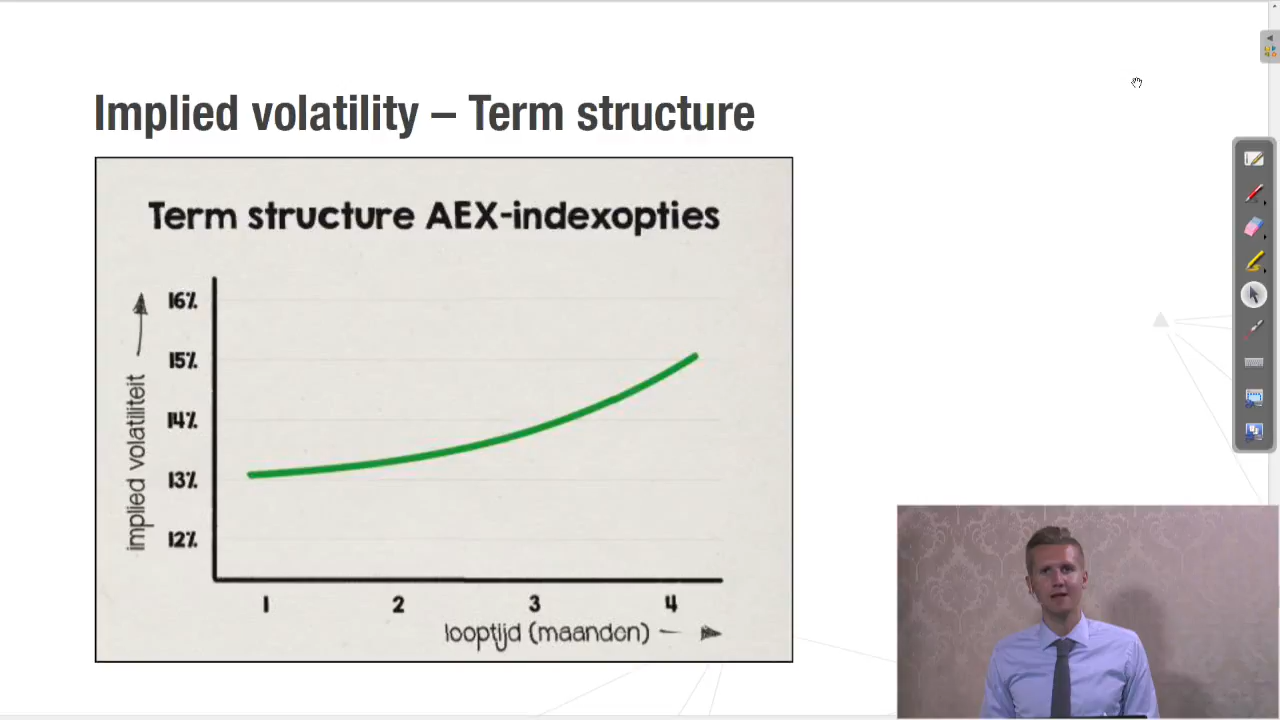 Implied volatility – Term structure
Term structure AEX-indexopties
implied volatiliteit
16%
15%
14%
13%
12%
1 2 3 4
looptijd (maanden)